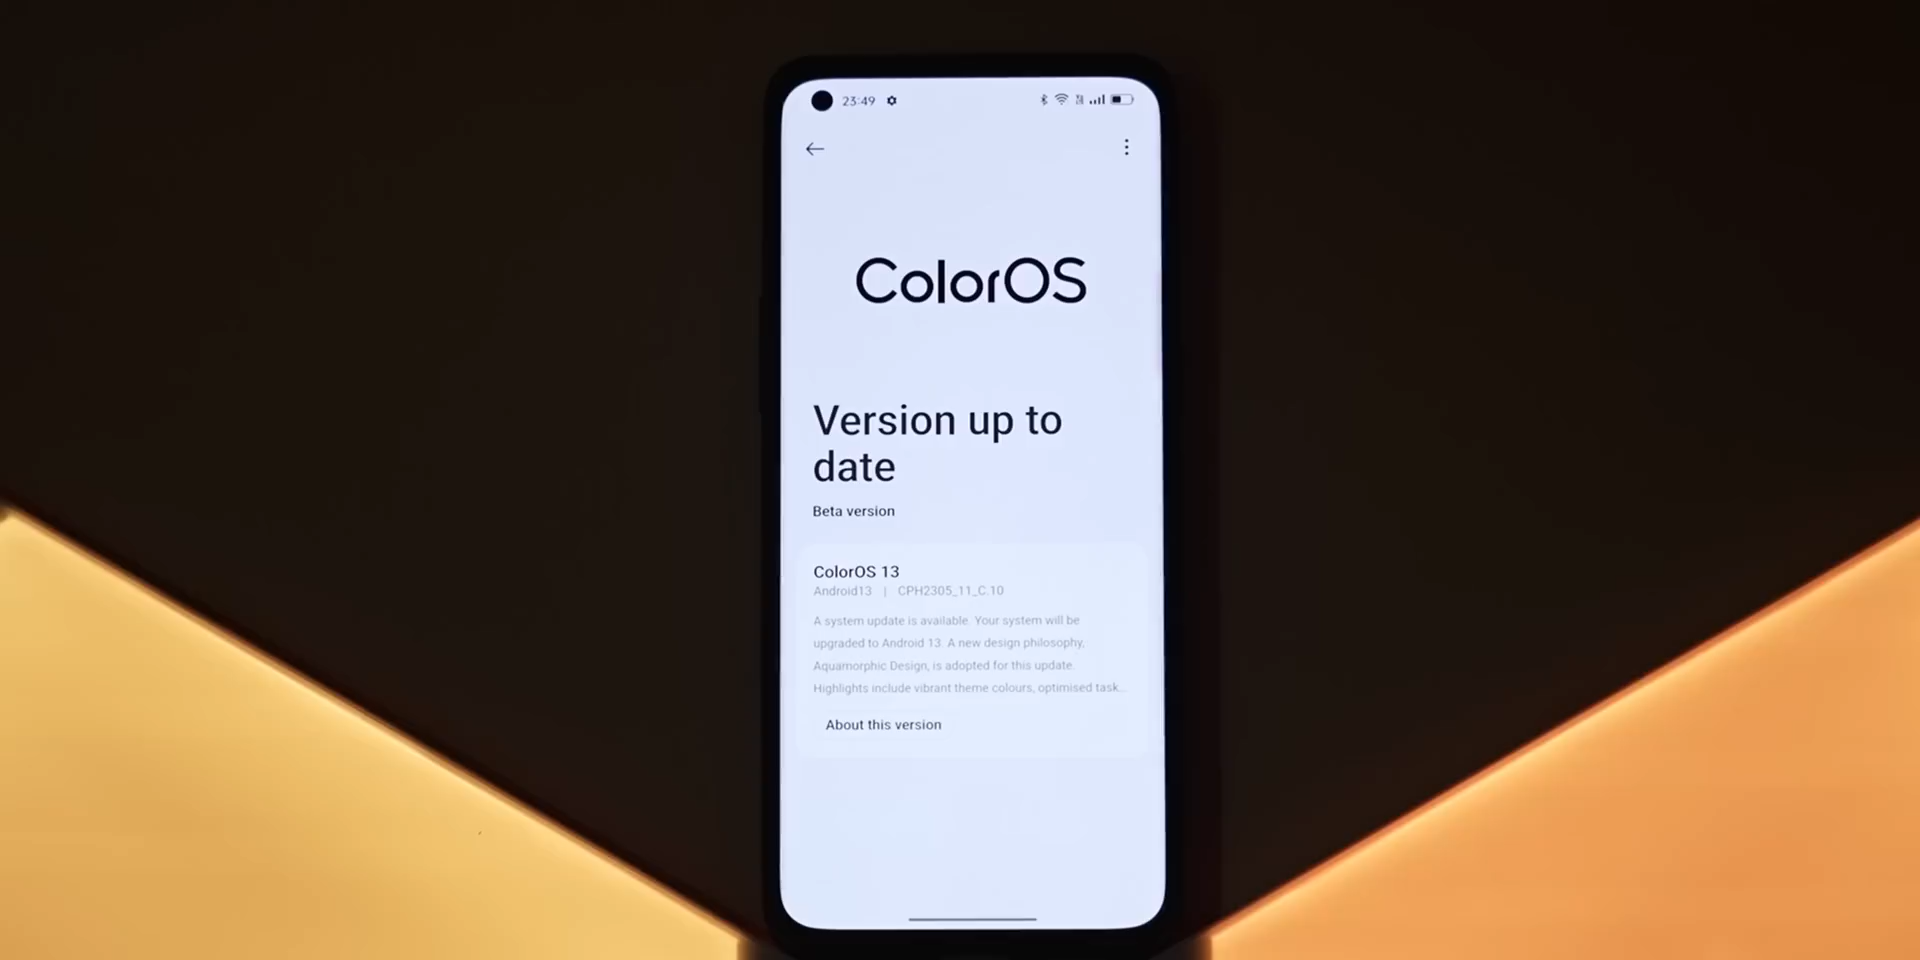 23:49
ColorOS
Version up to
date
Beta version
ColorOS 13
Android13 | CPH2305_11_C.10
A system update is available. Your system will be
upgraded to Android 13. A new design philosophy,
Aquamorphic Design, is adopted for this update.
Highlights include vibrant theme colours, optimised task...
About this version